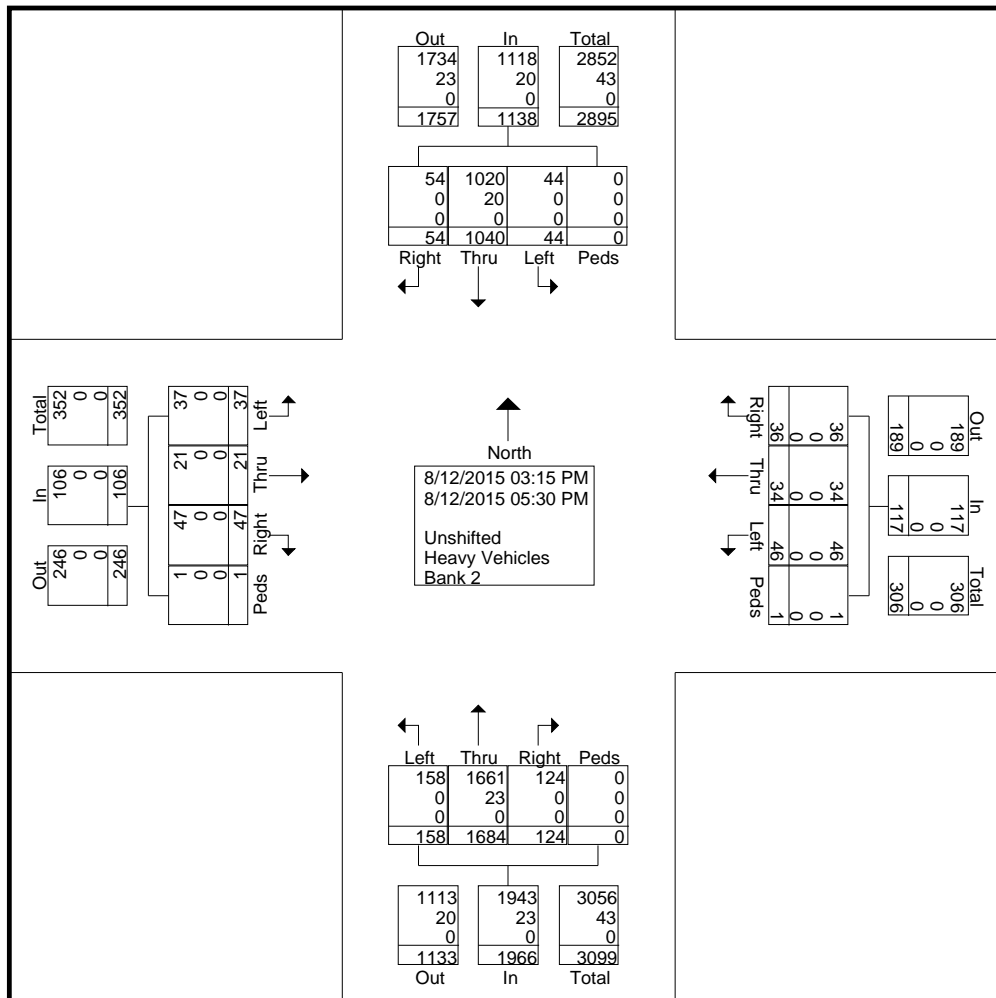 Out In Total
1734 1118 2852
23 20 43
0 0 0
1757 1138 2895
54 1020 44 0
0 20 0 0
0 0 0 0
54 1040 44 0
Right Thru Left Peds
Total
352 0 0 352
In
106 0 0 106
Out
246 0 0 246
Left
37 0 0 37
Thru
21 0 0 21
Right
47 0 0 47
Peds
1 0 0 1
North
8/12/2015 03:15 PM
8/12/2015 05:30 PM
Unshifted
Heavy Vehicles
Bank 2
Right
36 0 0 36
Thru
34 0 0 34
Left
46 0 0 46
Peds
1 0 0 1
Out
189 0 0 189
In
117 0 0 117
Total
306 0 0 306
Left Thru Right Peds
158 1661 124 0
0 23 0 0
0 0 0 0
158 1684 124 0
1113 1943 3056
20 23 43
0 0 0
1133 1966 3099
Out In Total